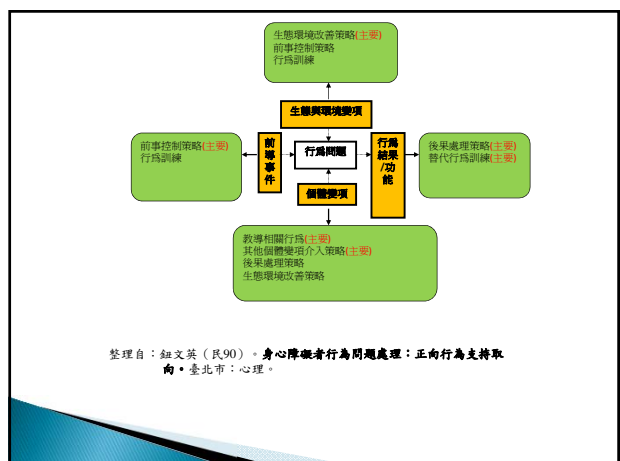 生態環境改善策略(主要)
前事控制策略
行爲訓練
生態與環境變項
前事控制策略(主要)
行爲訓練
前
導
事
件
行爲問題
行爲
結果
/功
能
後果處理策略(主要)
替代行爲訓練(主要)
個體變項
教導相關行爲(主要)
其他個體變項介入策略(主要)
後果處理策略
生態環境改善策略
整理自：鈕文英（民90）。身心障礙者行為問題處理：正向行為支持取
向。臺北市：心理。